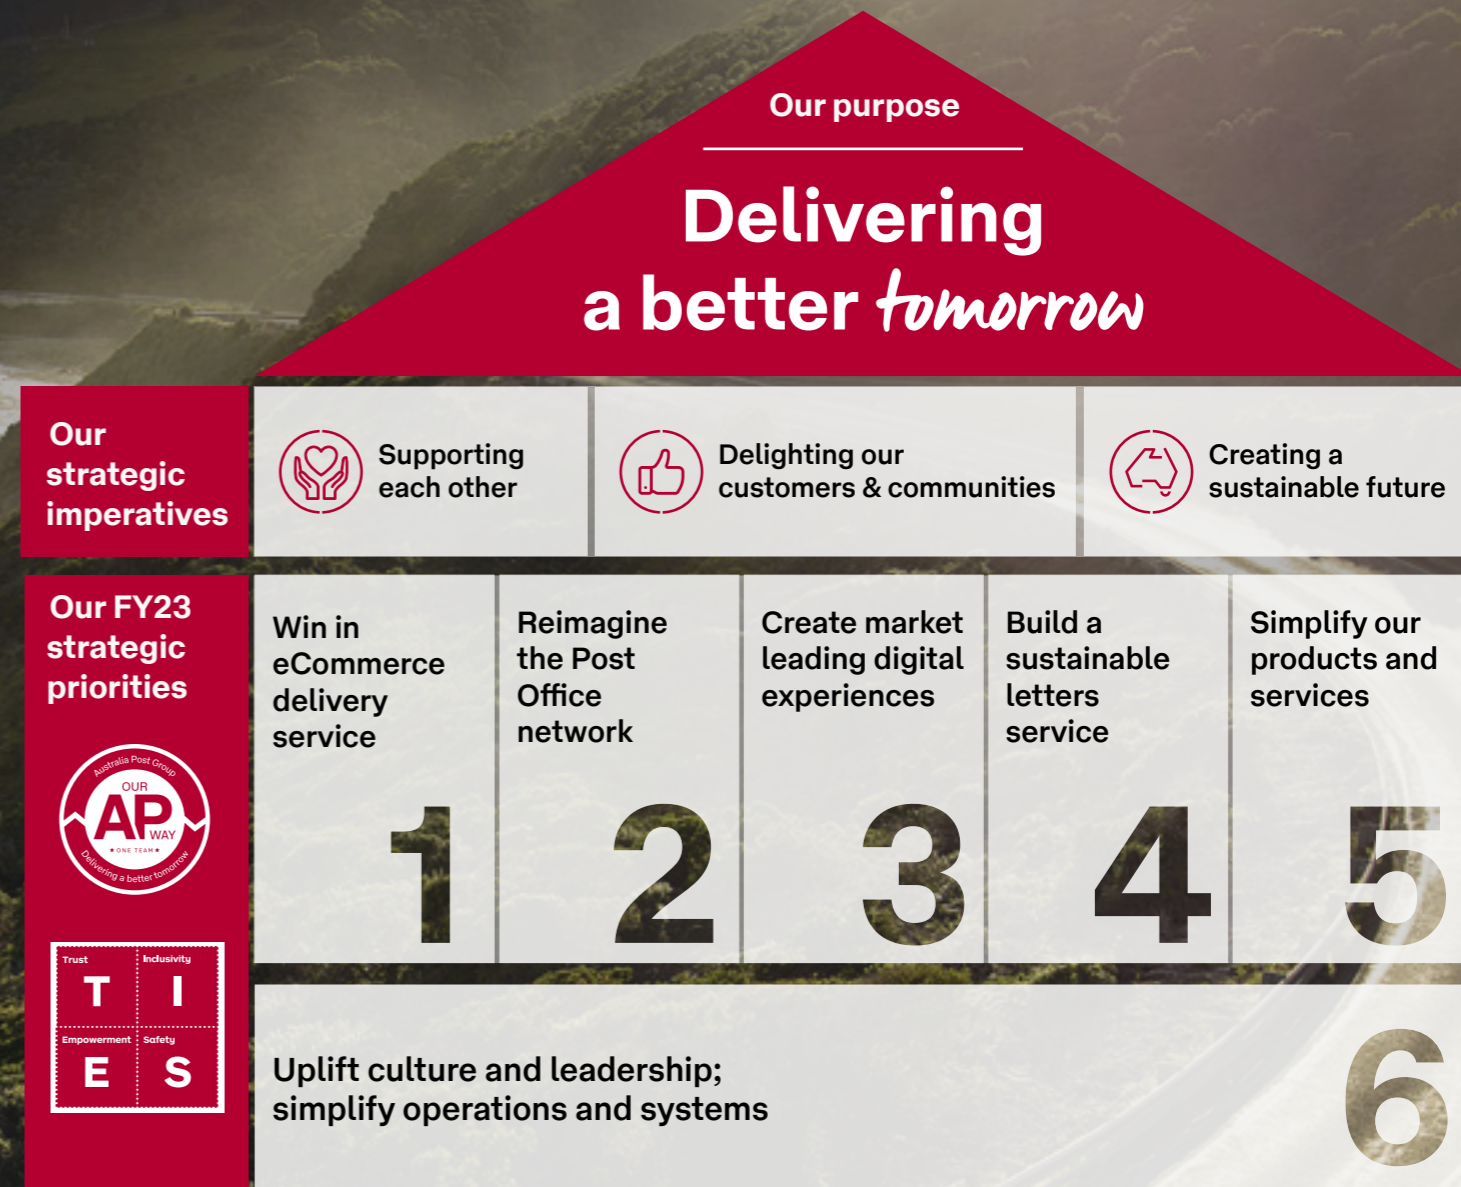 Our purpose
Delivering
a better tomorrow
Our
strategic
imperatives
Supporting
each other
Delighting our
customers & communities
Creating a
sustainable future
Our FY23
strategic
priorities
Australia Post Group
OUR
AP
WAY
★ ONE TEAM ★
Delivering a better tomorrow
Trust
T
Inclusivity
I
Empowerment
E
Safety
S
Win in
eCommerce
delivery
service
1
Reimagine
the Post
Office
network
2
Create market
leading digital
experiences
3
Build a
sustainable
letters
service
4
Simplify our
products and
services
5
Uplift culture and leadership;
simplify operations and systems
6